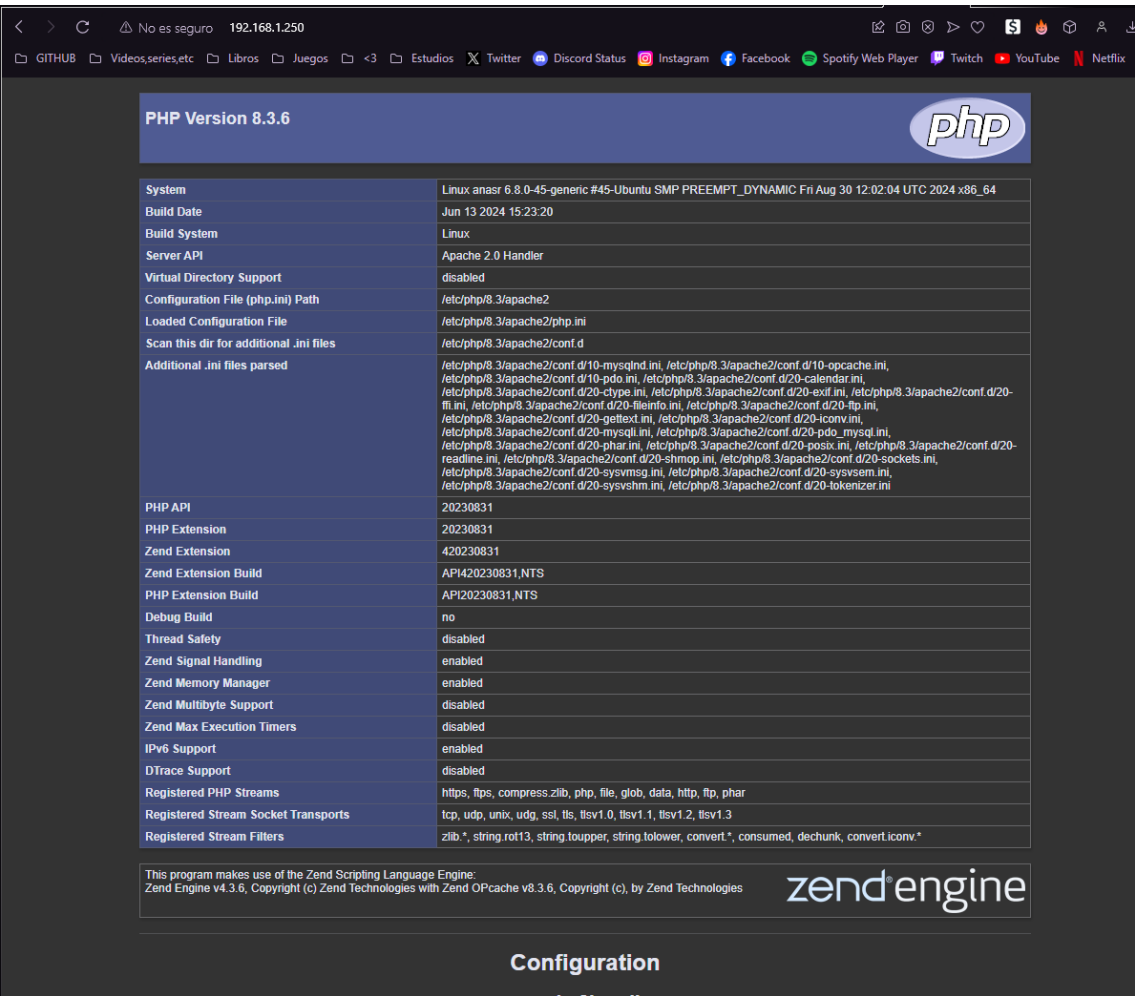 No es seguro 192.168.1.250
GITHUB Videos,series,etc Libros Juegos <3 Estudios Twitter Discord Status Instagram Facebook Spotify Web Player Twitch YouTube Netflix
PHP Version 8.3.6
php
System Linux anasr 6.8.0-45-generic #45-Ubuntu SMP PREEMPT_DYNAMIC Fri Aug 30 12:02:04 UTC 2024 x86_64
Build Date Jun 13 2024 15:23:20
Build System Linux
Server API Apache 2.0 Handler
Virtual Directory Support disabled
Configuration File (php.ini) Path /etc/php/8.3/apache2
Loaded Configuration File /etc/php/8.3/apache2/php.ini
Scan this dir for additional .ini files /etc/php/8.3/apache2/conf.d
Additional .ini files parsed /etc/php/8.3/apache2/conf.d/10-mysqlnd.ini, /etc/php/8.3/apache2/conf.d/10-opcache.ini,
/etc/php/8.3/apache2/conf.d/10-pdo.ini, /etc/php/8.3/apache2/conf.d/20-calendar.ini,
/etc/php/8.3/apache2/conf.d/20-ctype.ini, /etc/php/8.3/apache2/conf.d/20-exif.ini, /etc/php/8.3/apache2/conf.d/20-
ffi.ini, /etc/php/8.3/apache2/conf.d/20-fileinfo.ini, /etc/php/8.3/apache2/conf.d/20-ftp.ini,
/etc/php/8.3/apache2/conf.d/20-gettext.ini, /etc/php/8.3/apache2/conf.d/20-iconv.ini,
/etc/php/8.3/apache2/conf.d/20-mysqli.ini, /etc/php/8.3/apache2/conf.d/20-pdo_mysql.ini,
/etc/php/8.3/apache2/conf.d/20-phar.ini, /etc/php/8.3/apache2/conf.d/20-posix.ini, /etc/php/8.3/apache2/conf.d/20-
readline.ini, /etc/php/8.3/apache2/conf.d/20-shmop.ini, /etc/php/8.3/apache2/conf.d/20-sockets.ini,
/etc/php/8.3/apache2/conf.d/20-sysvmsg.ini, /etc/php/8.3/apache2/conf.d/20-sysvsem.ini,
/etc/php/8.3/apache2/conf.d/20-sysvshm.ini, /etc/php/8.3/apache2/conf.d/20-tokenizer.ini
PHP API 20230831
PHP Extension 20230831
Zend Extension 420230831
Zend Extension Build API420230831,NTS
PHP Extension Build API20230831,NTS
Debug Build no
Thread Safety disabled
Zend Signal Handling enabled
Zend Memory Manager enabled
Zend Multibyte Support disabled
Zend Max Execution Timers disabled
IPv6 Support enabled
DTrace Support disabled
Registered PHP Streams https, ftps, compress.zlib, php, file, glob, data, http, ftp, phar
Registered Stream Socket Transports tcp, udp, unix, udg, ssl, tls, tlsv1.0, tlsv1.1, tlsv1.2, tlsv1.3
Registered Stream Filters zlib.*, string.rot13, string.toupper, string.tolower, convert.*, consumed, dechunk, convert.iconv.*
This program makes use of the Zend Scripting Language Engine:
Zend Engine v4.3.6, Copyright (c) Zend Technologies with Zend OPcache v8.3.6, Copyright (c), by Zend Technologies
zend engine
Configuration